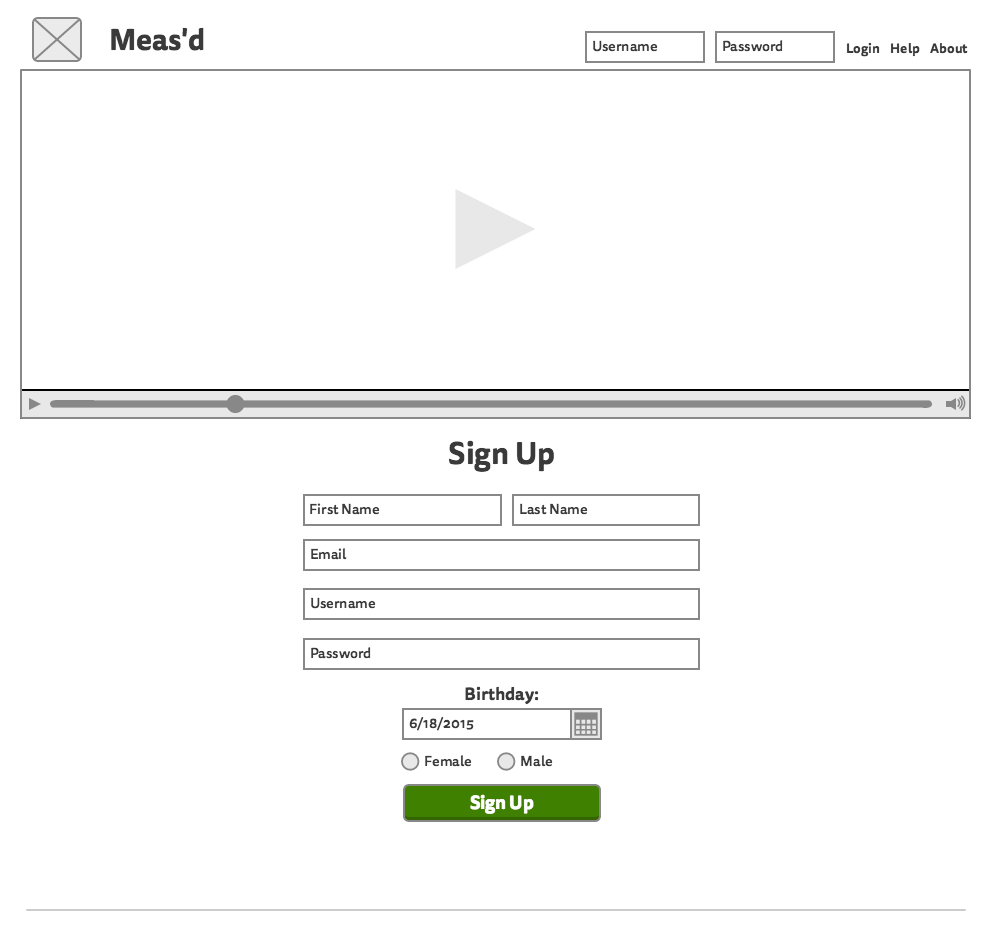 Meas'd
Username Password Login Help About
Sign Up
First Name Last Name
Email
Username
Password
Birthday:
6/18/2015
Female Male
Sign Up